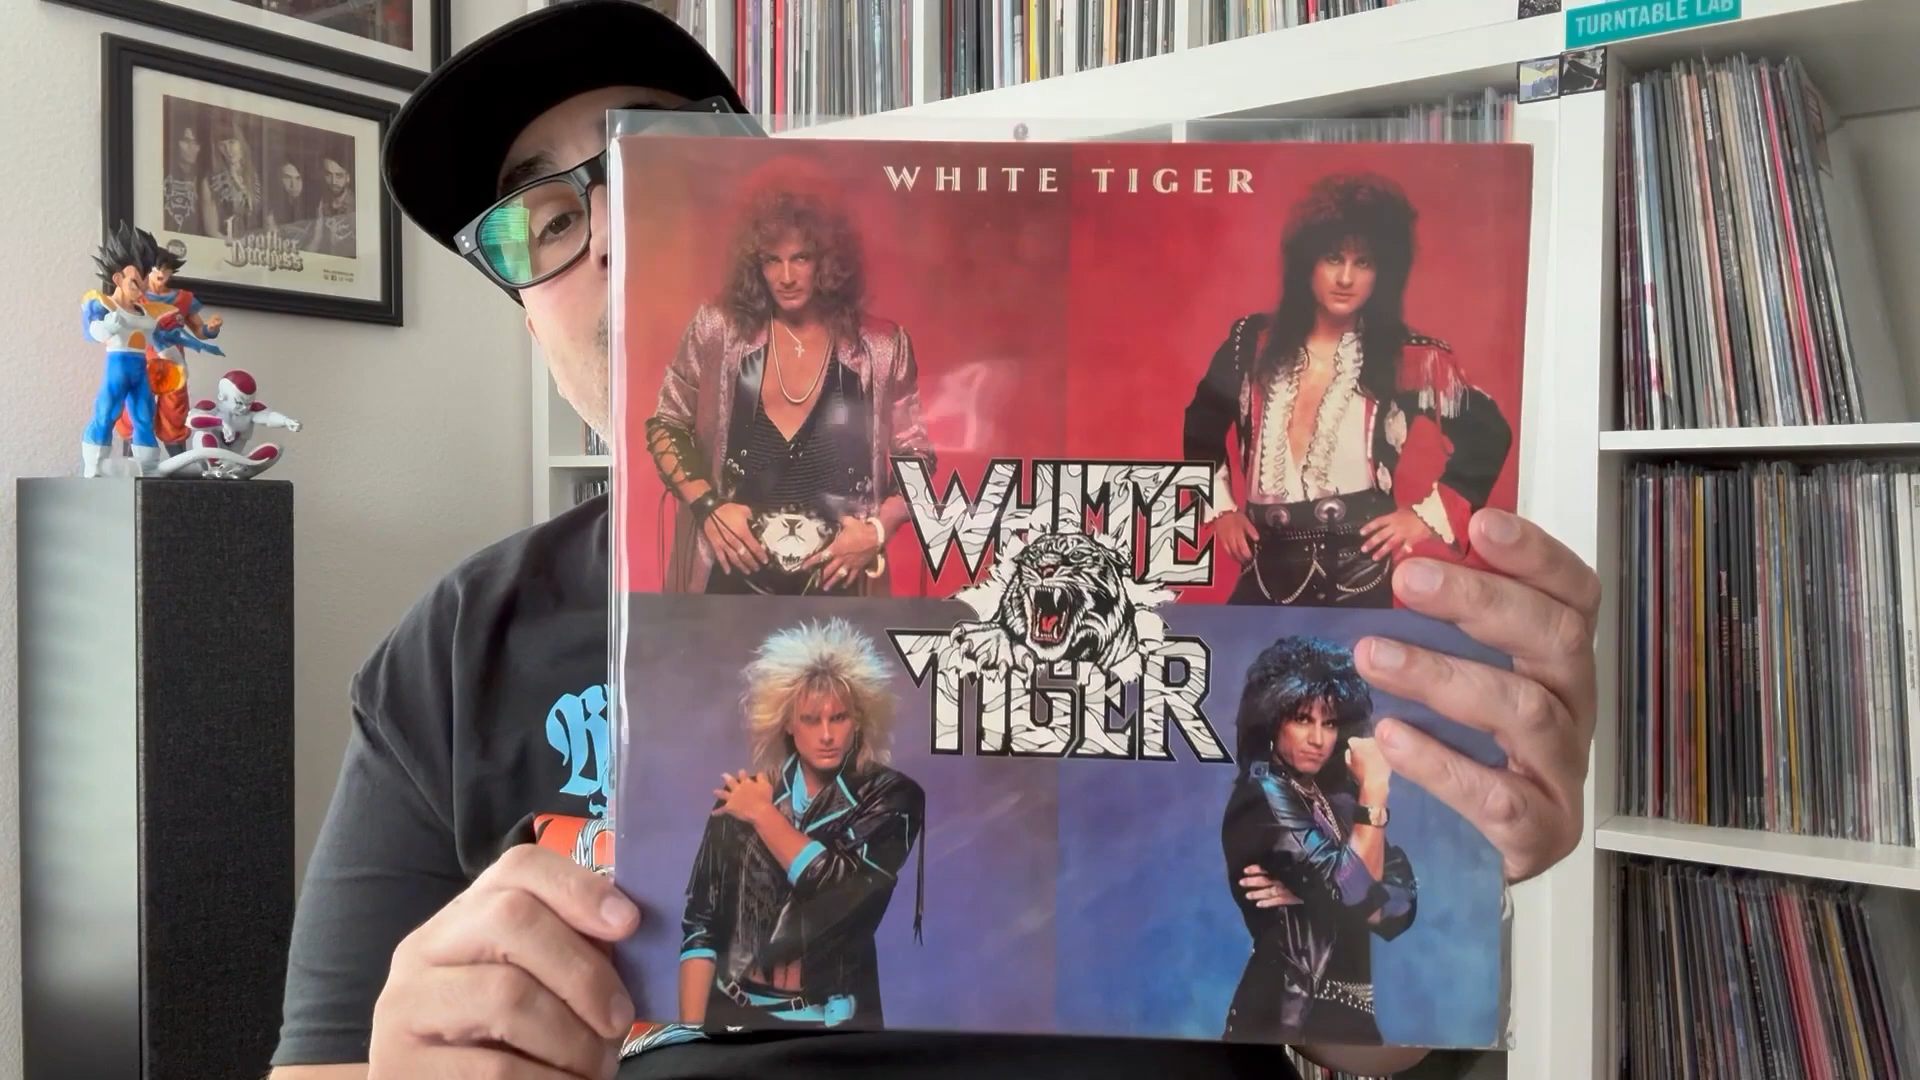 TURNTABLE LAB
WHITE TIGER
Leather
Duchess
WHITE
TIGER